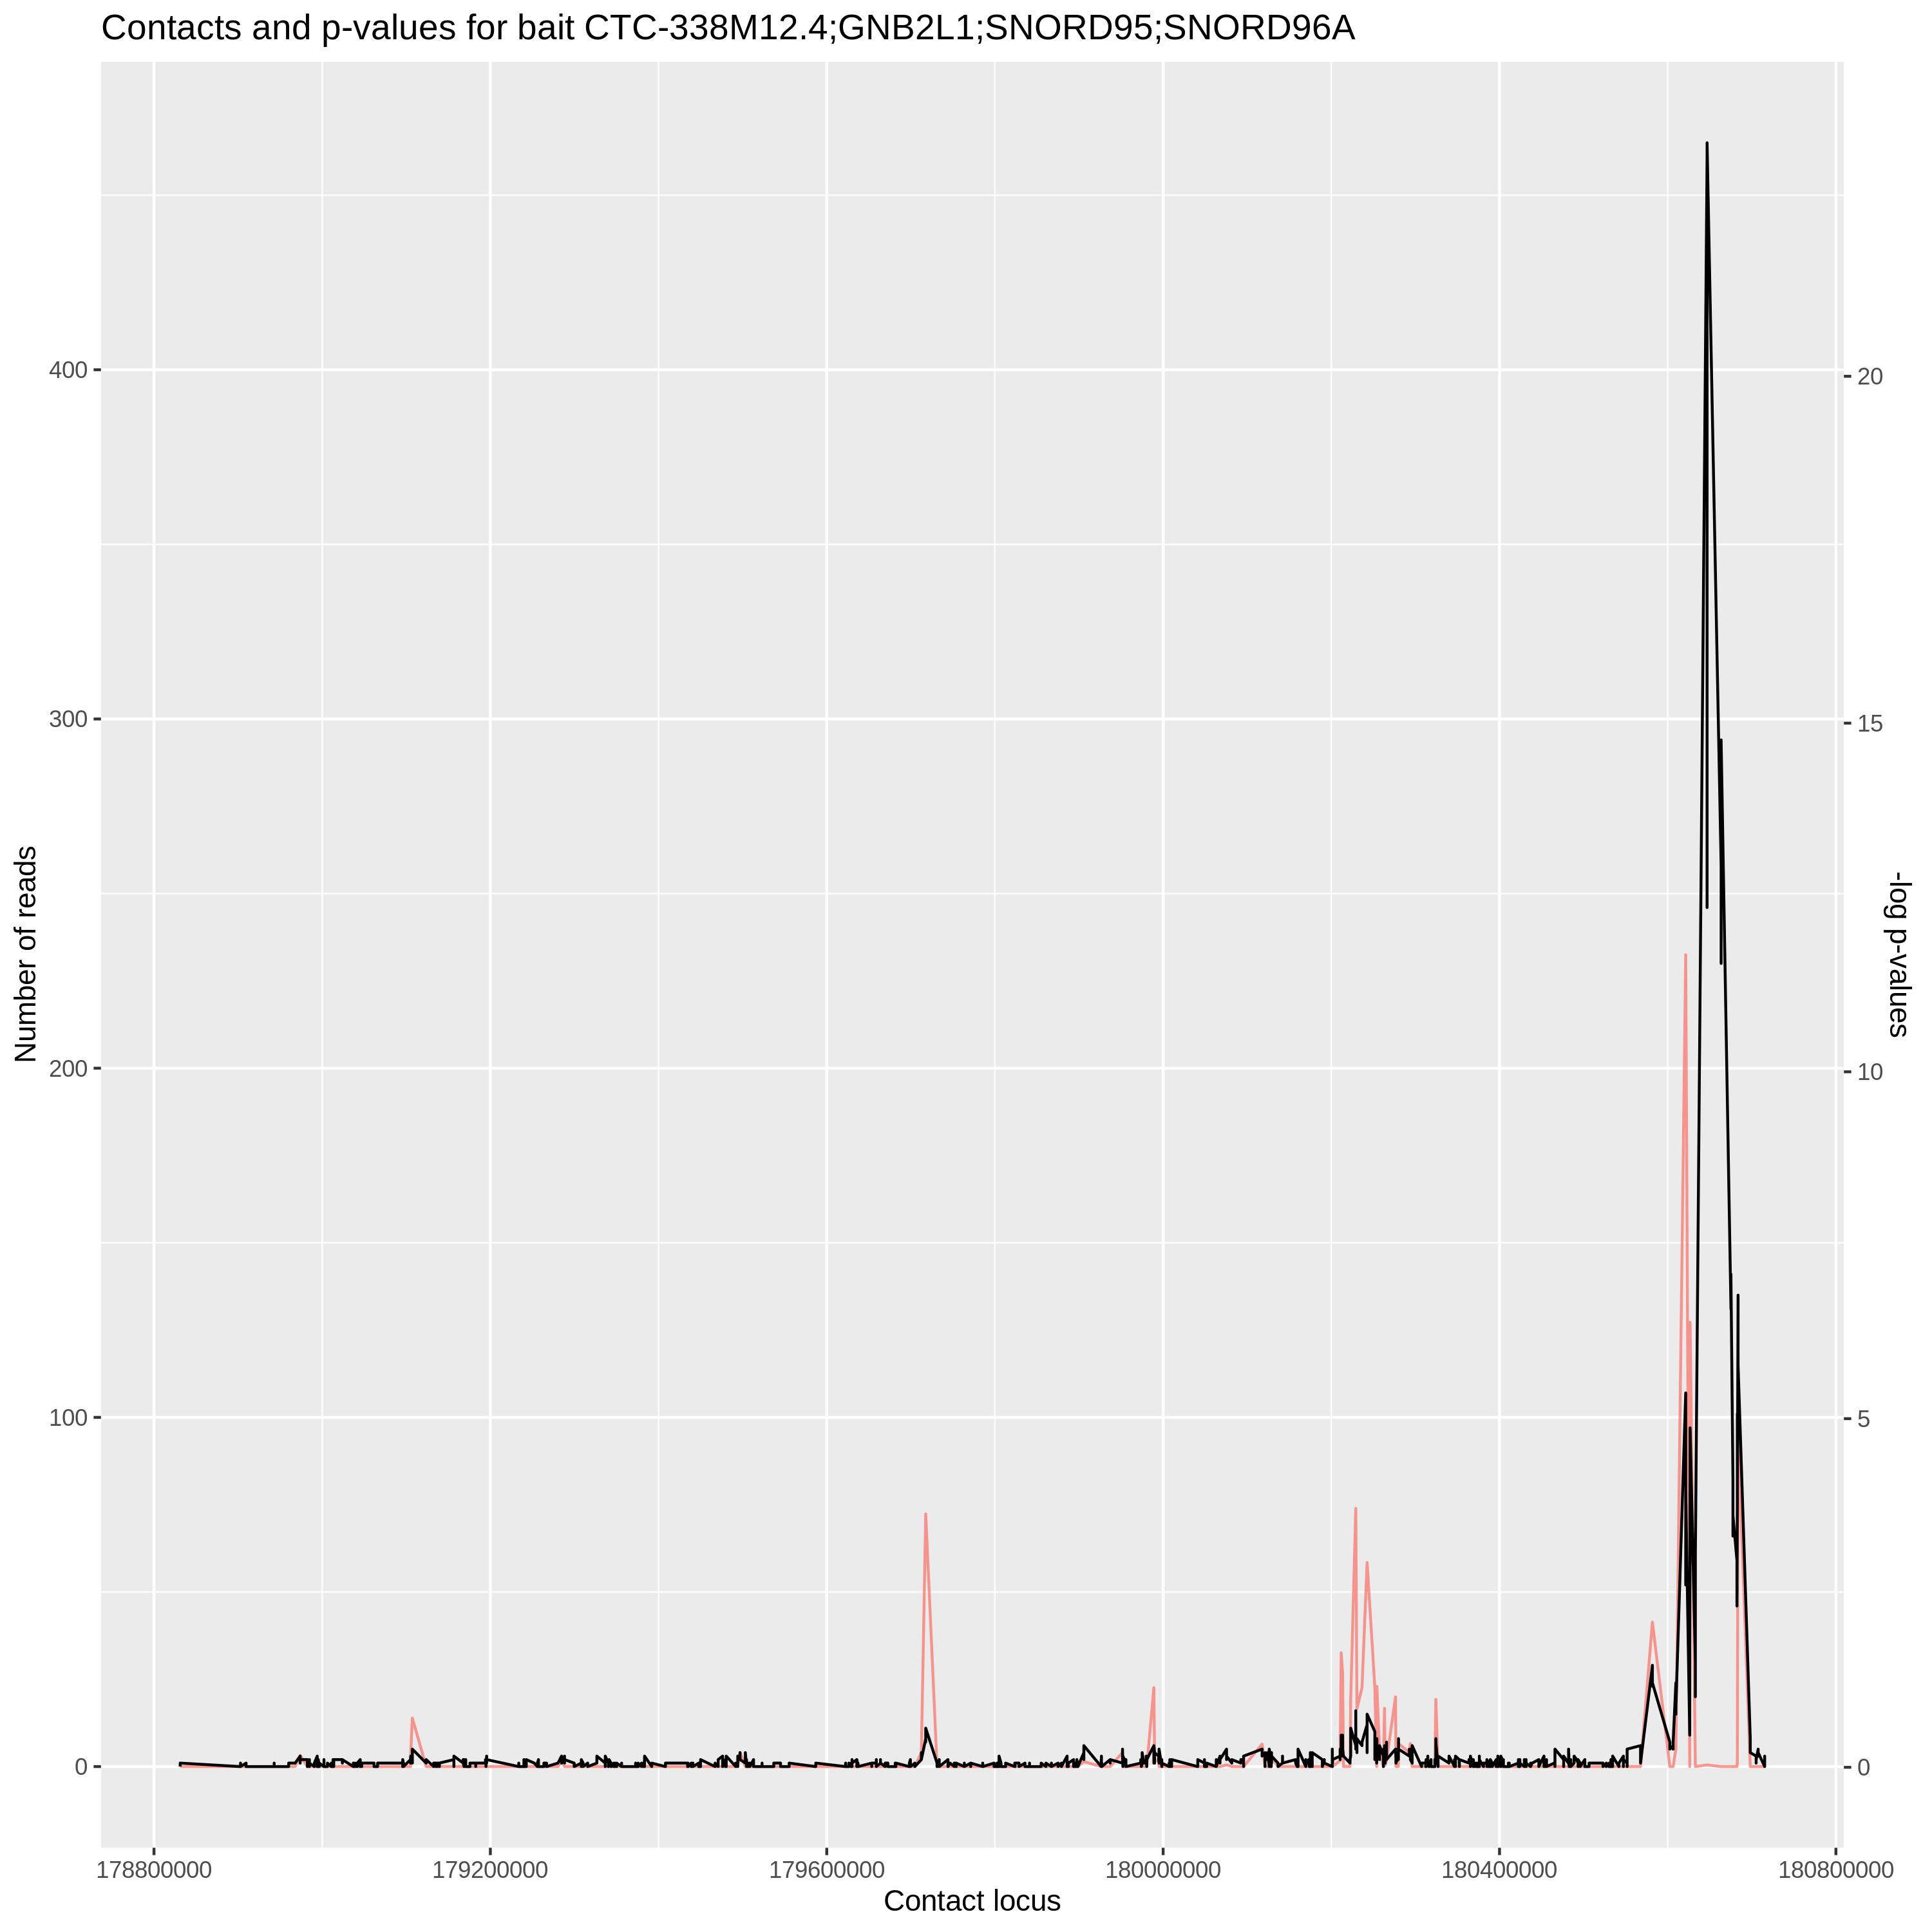 Contacts and p-values for bait CTC-338M12.4;GNB2L1;SNORD95;SNORD96A
400
300
200
100
0
Number of reads
20
15
10
5
0
-log p-values
178800000 179200000 179600000 180000000 180400000 180800000
Contact locus